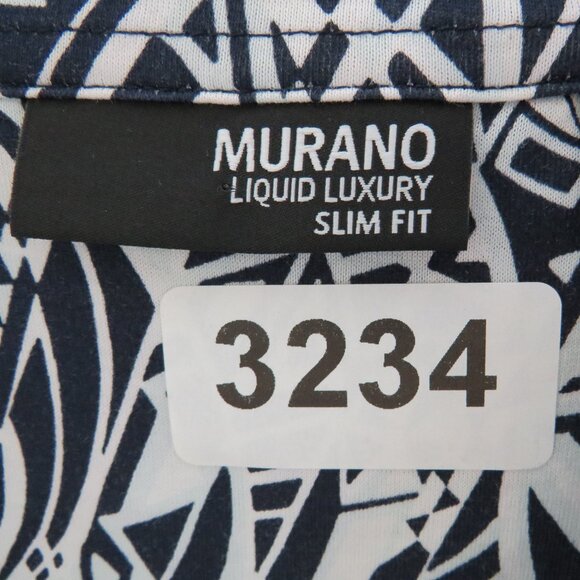 MURANO
LIQUID LUXURY
SLIM FIT
3234